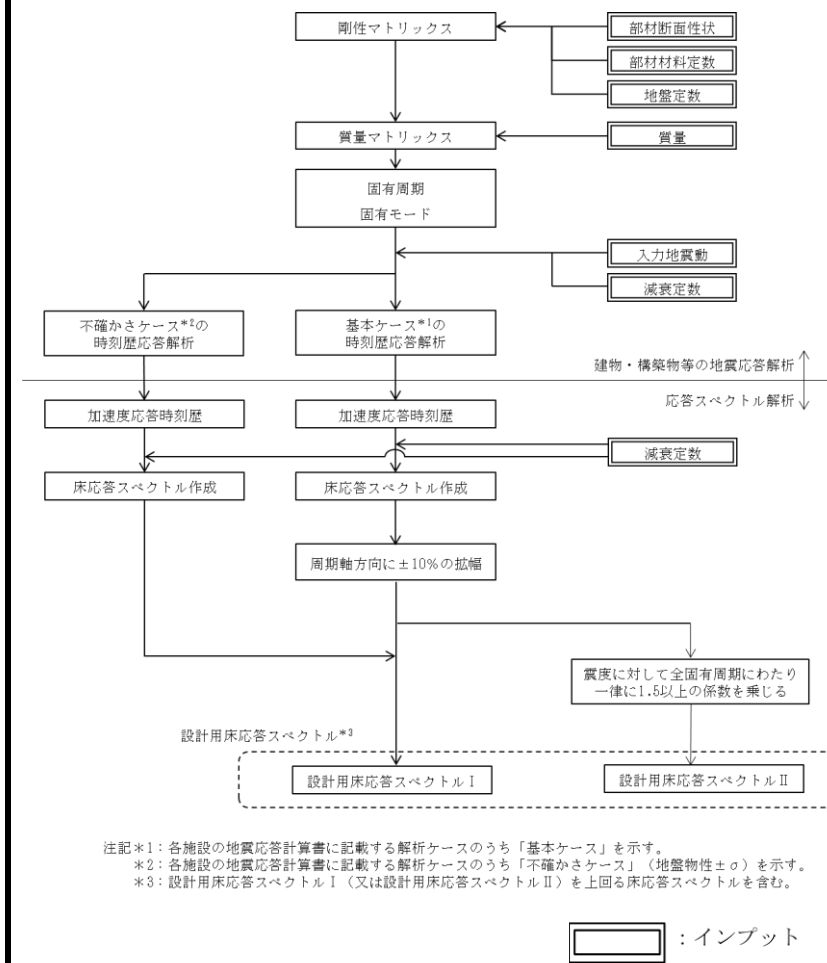 剛性マトリックス
部材断面性状
部材材料定数
地盤定数
質量マトリックス
質量
固有周期
固有モード
入力地震動
減衰定数
不確かさケース*2の
時刻歴応答解析
基本ケース*1の
時刻歴応答解析
建物・構築物等の地震応答解析
応答スペクトル解析
加速度応答時刻歴
加速度応答時刻歴
減衰定数
床応答スペクトル作成
床応答スペクトル作成
周期軸方向に±10%の拡幅
震度に対して全固有周期にわたり
一律に1.5以上の係数を乗じる
設計用床応答スペクトル*3
設計用床応答スペクトルⅠ
設計用床応答スペクトルⅡ
注記*1：各施設の地震応答計算書に記載する解析ケースのうち「基本ケース」を示す。
*2：各施設の地震応答計算書に記載する解析ケースのうち「不確かさケース」（地盤物性±σ）を示す。
*3：設計用床応答スペクトルⅠ（又は設計用床応答スペクトルⅡ）を上回る床応答スペクトルを含む。
：インプット